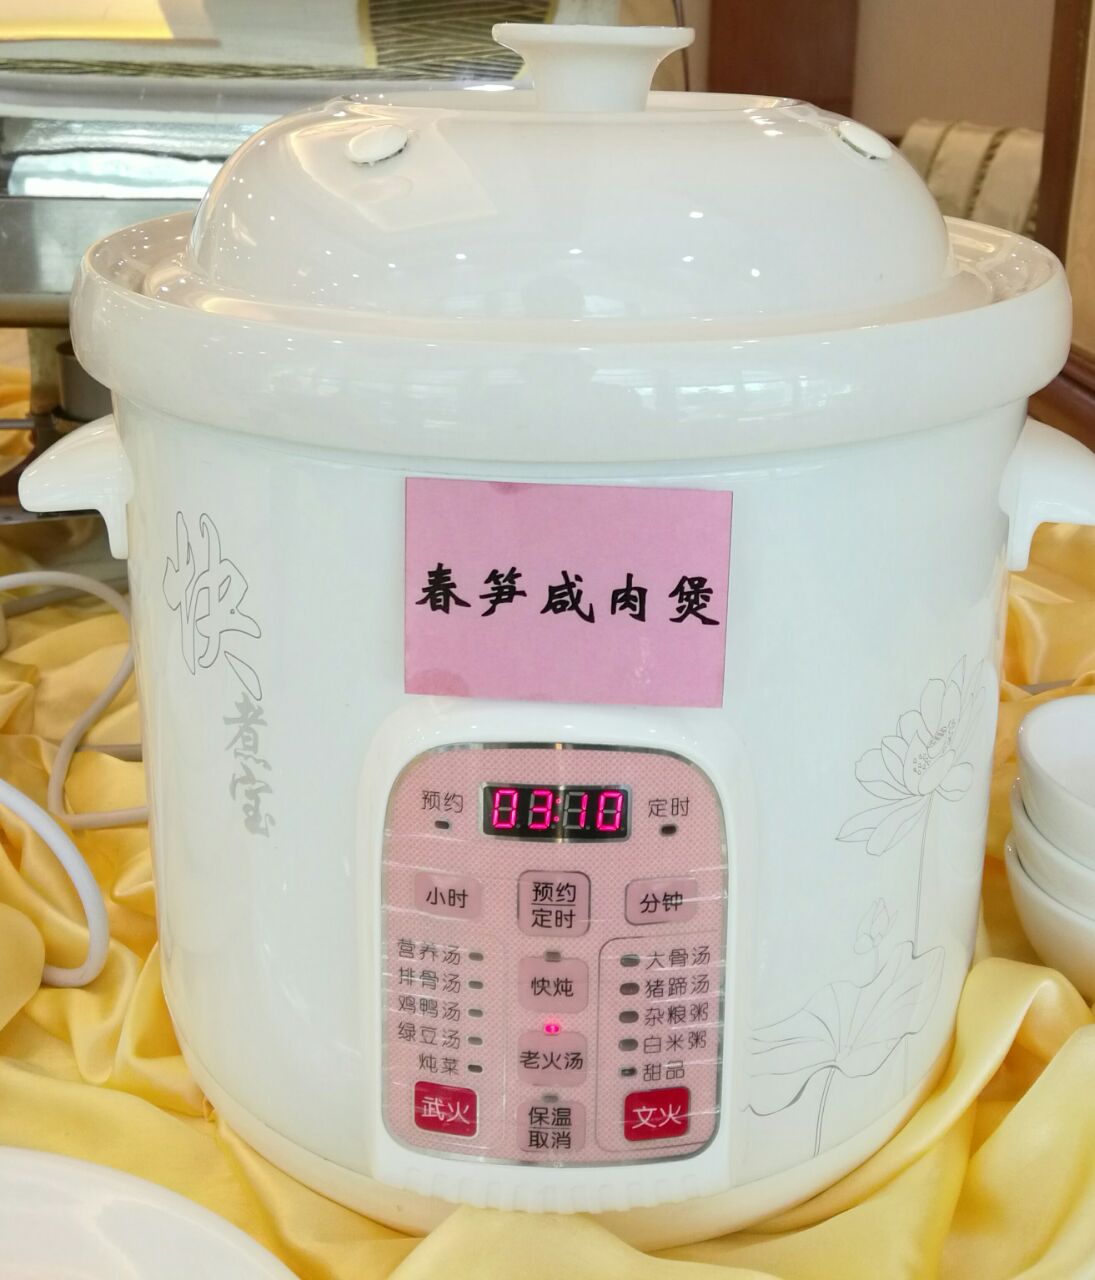 春笋咸肉煲
快
煮宝
预约
03:10
定时
小时
预约
定时
分钟
营养汤
排骨汤
鸡鸭汤
绿豆汤
炖菜
快炖
老火汤
大骨汤
猪蹄汤
杂粮粥
白米粥
甜品
武火
保温
取消
文火